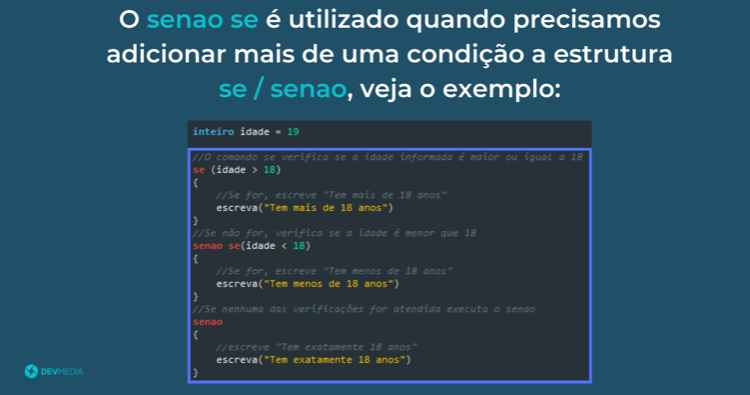 O senao se é utilizado quando precisamos
adicionar mais de uma condição a estrutura
se / senao, veja o exemplo:
inteiro idade = 19
//O comando se verifica se a idade informada é maior ou igual a 18
se (idade > 18)
{
//Se for, escreve "Tem mais de 18 anos"
escreva("Tem mais de 18 anos")
}
//Se não for, verifica se a idade é menor que 18
senao se(idade < 18)
{
//Se for, escreve "Tem menos de 18 anos"
escreva("Tem menos de 18 anos")
}
//Se nenhuma das verificações for atendida executa o senao
senao
{
//escreve "Tem exatamente 18 anos"
escreva("Tem exatamente 18 anos")
}
DEVMEDIA